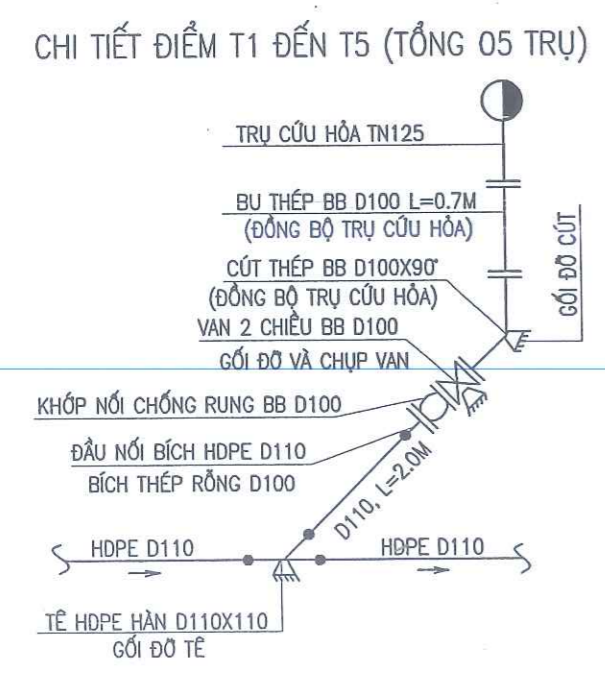 CHI TIẾT ĐIỂM T1 ĐẾN T5 (TỔNG 05 TRỤ)
TRỤ CỨU HỎA TN125
BU THÉP BB D100 L=0.7M
(ĐỒNG BỘ TRỤ CỨU HỎA)
GỐI ĐỠ CÚT
CÚT THÉP BB D100X90°
(ĐỒNG BỘ TRỤ CỨU HỎA)
VAN 2 CHIỀU BB D100
GỐI ĐỠ VÀ CHỤP VAN
KHỚP NỐI CHỐNG RUNG BB D100
ĐẦU NỐI BÍCH HDPE D110
BÍCH THÉP RỖNG D100
D110, L=2.0M
HDPE D110
HDPE D110
TÊ HDPE HÀN D110X110
GỐI ĐỠ TÊ